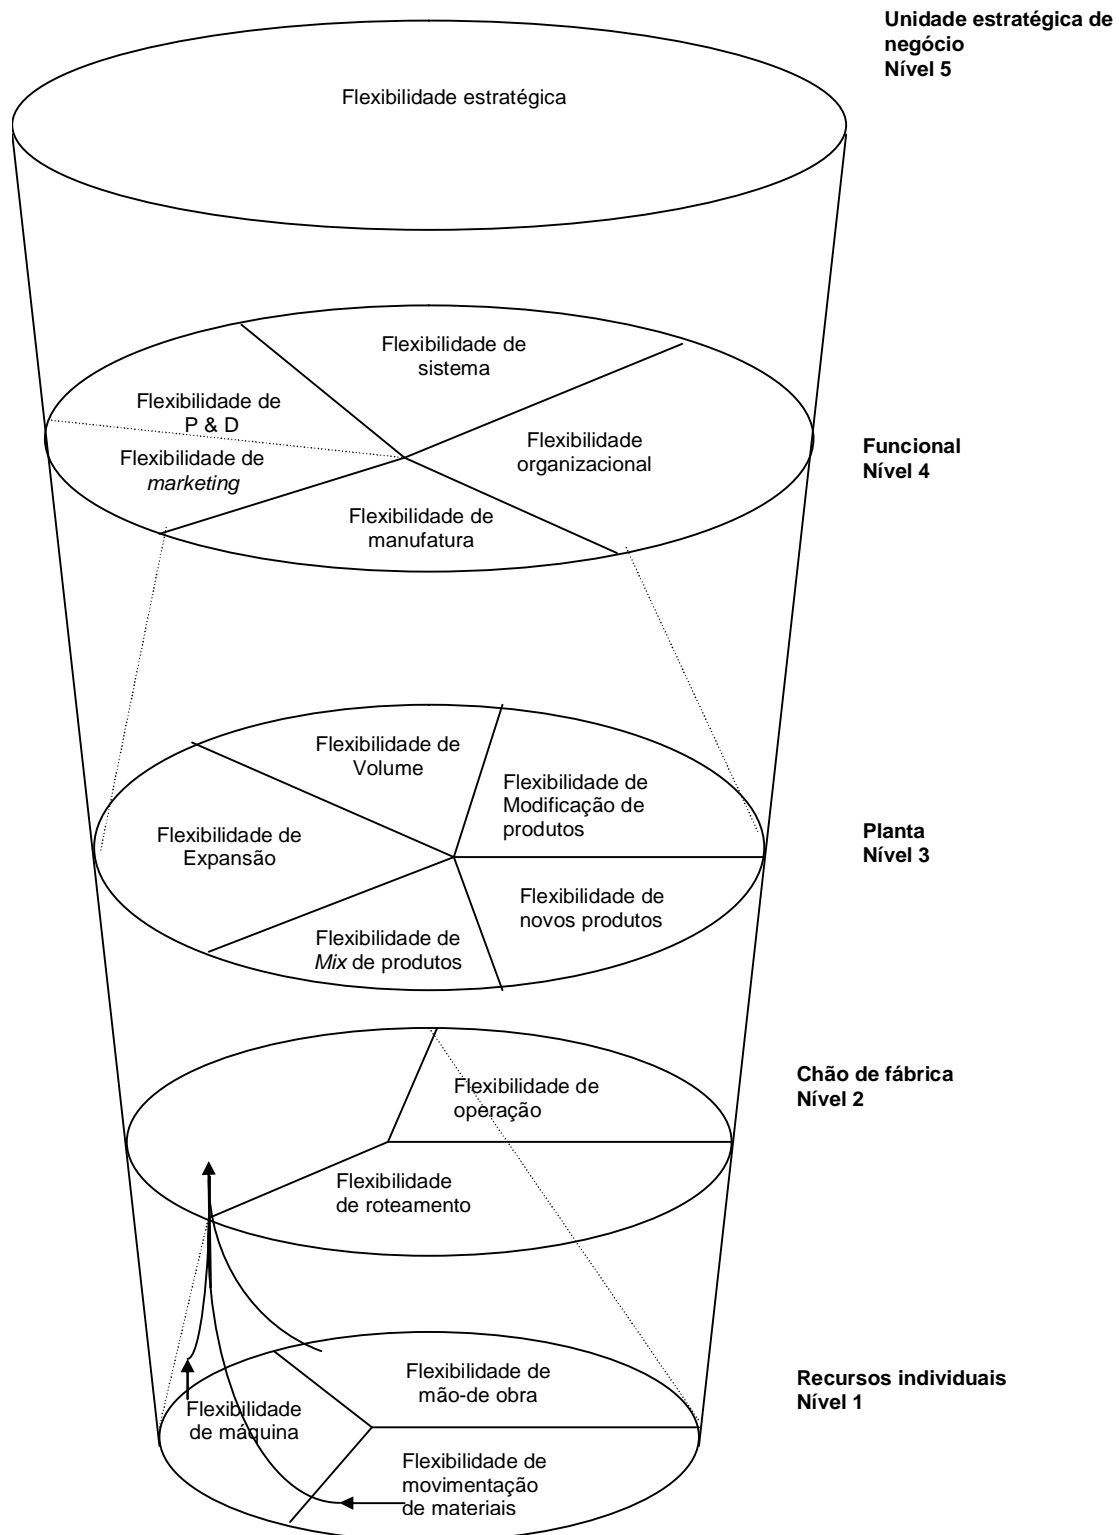 Unidade estratégica de
negócio
Nível 5
Flexibilidade estratégica
Flexibilidade de
sistema
Flexibilidade de
P & D
Flexibilidade
organizacional
Flexibilidade de
marketing
Flexibilidade de
manufatura
Funcional
Nível 4
Flexibilidade de
Volume
Flexibilidade de
Modificação de
produtos
Flexibilidade de
Expansão
Flexibilidade de
novos produtos
Flexibilidade de
Mix de produtos
Planta
Nível 3
Flexibilidade de
operação
Flexibilidade
de roteamento
Chão de fábrica
Nível 2
Flexibilidade de
mão-de obra
Flexibilidade
de máquina
Flexibilidade de
movimentação
de materiais
Recursos individuais
Nível 1